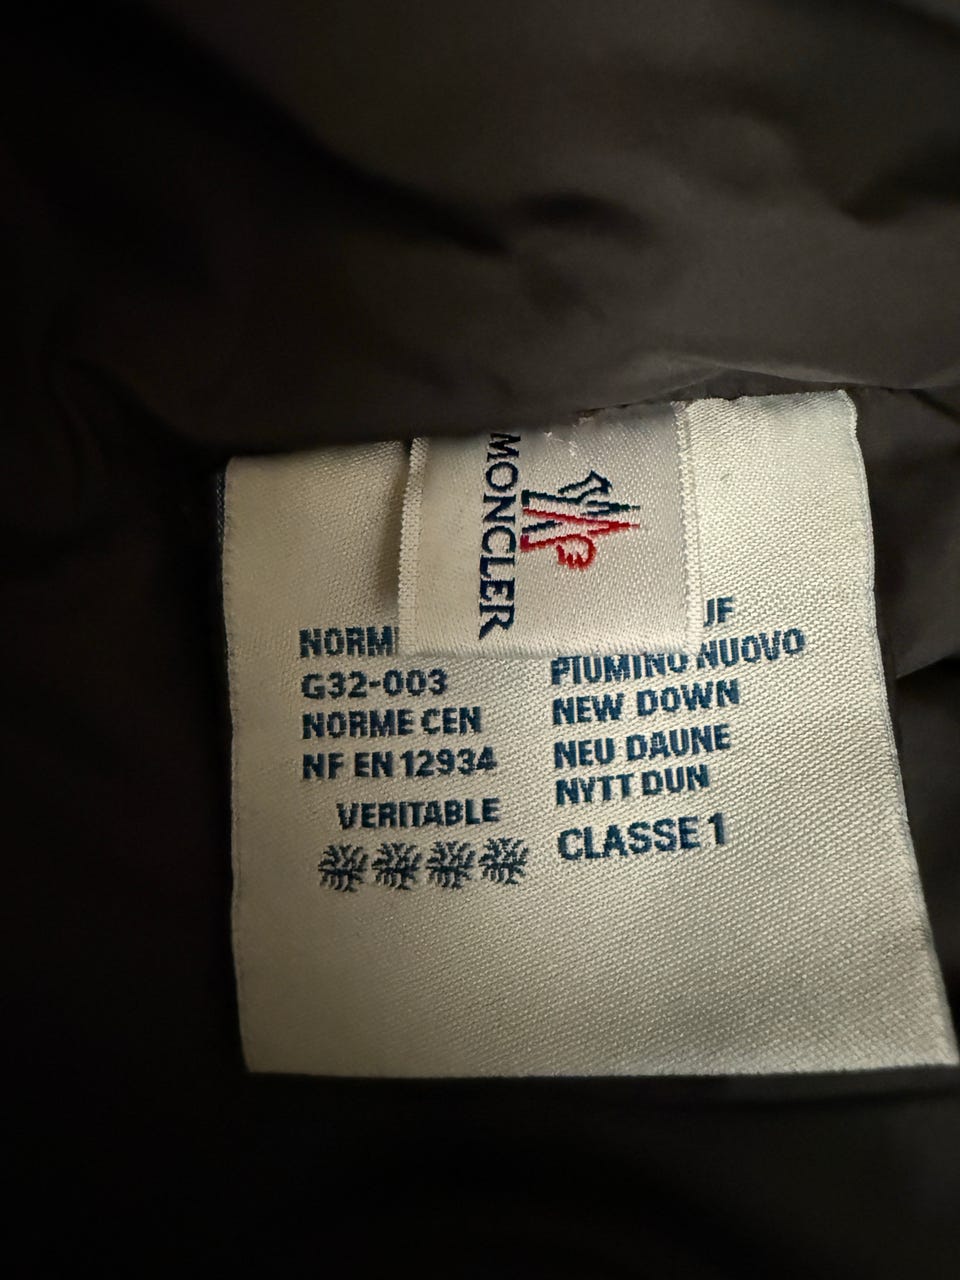 MONCLER
NORM
G32-003
NORME CEN
NF EN 12934
VERITABLE
UF
PIUMINO NUOVO
NEW DOWN
NEU DAUNE
NYTT DUN
CLASSE 1